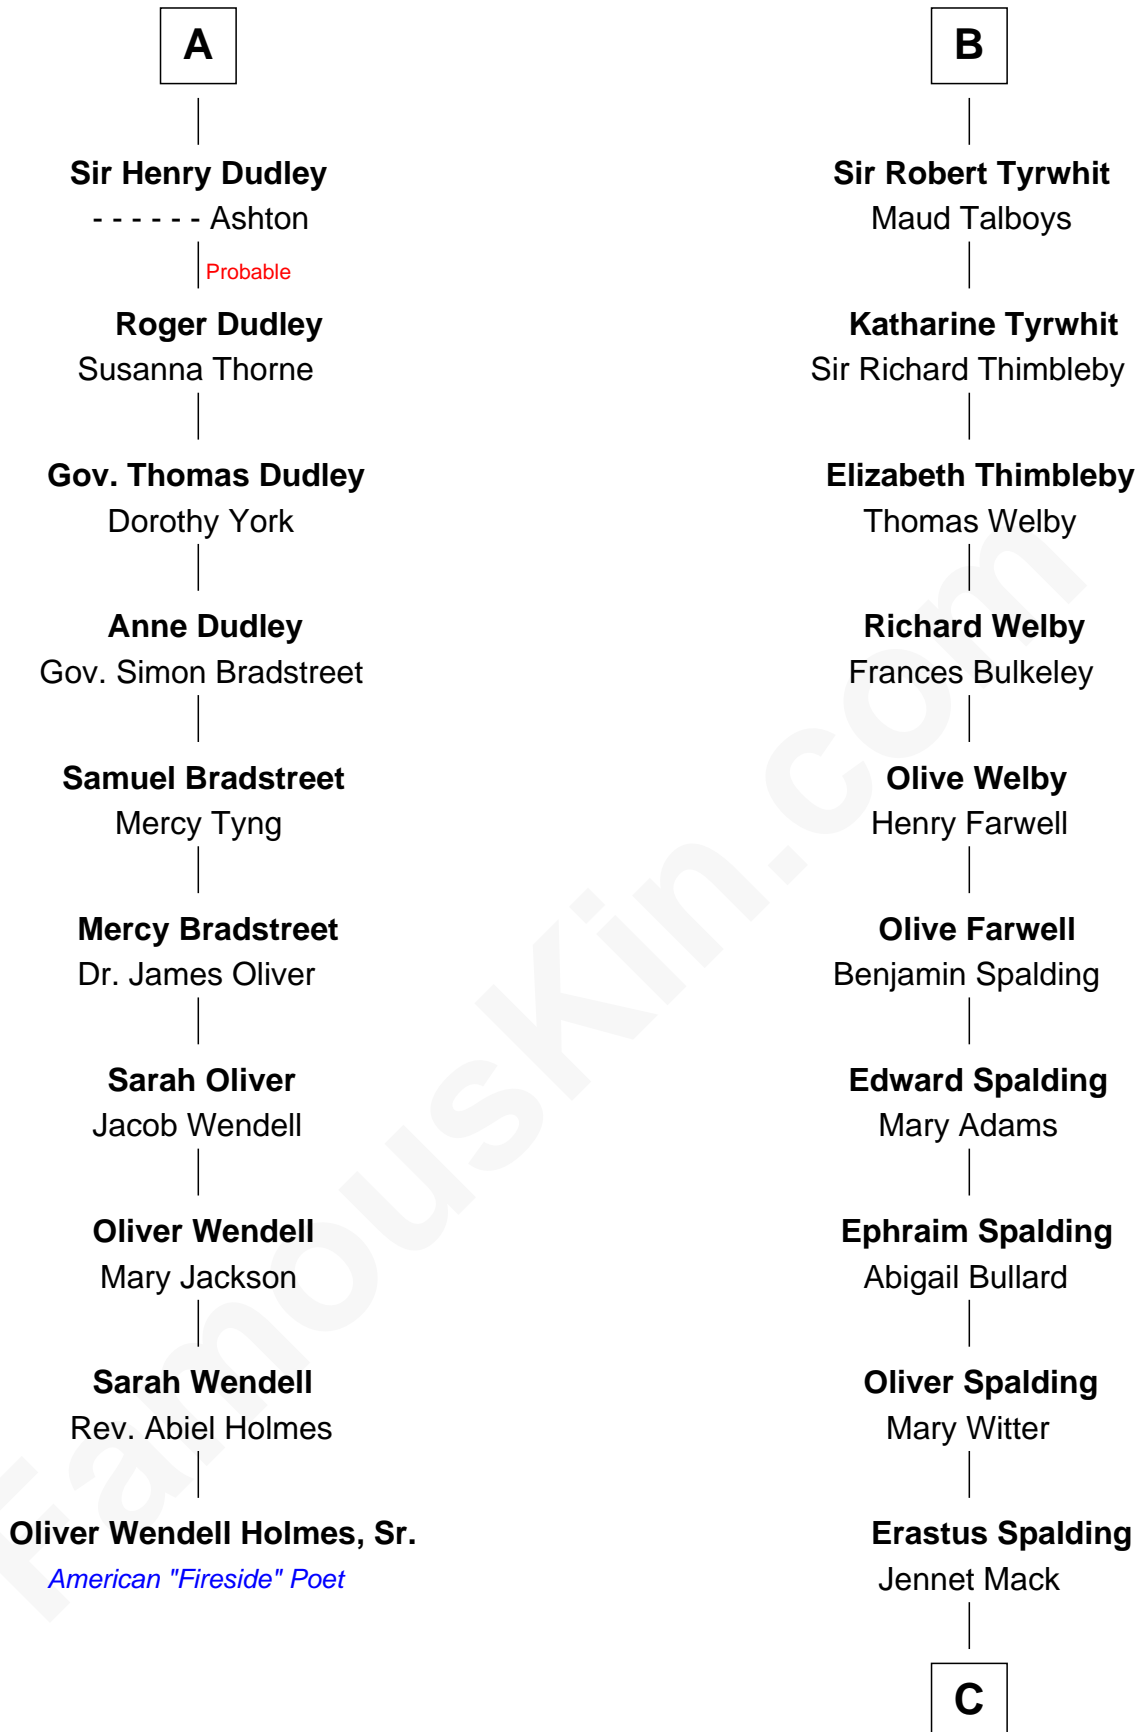 A
Sir Henry Dudley
- - - - - - Ashton
Probable
Roger Dudley
Susanna Thorne
Gov. Thomas Dudley
Dorothy York
Anne Dudley
Gov. Simon Bradstreet
Samuel Bradstreet
Mercy Tyng
Mercy Bradstreet
Dr. James Oliver
Sarah Oliver
Jacob Wendell
Oliver Wendell
Mary Jackson
Sarah Wendell
Rev. Abiel Holmes
Oliver Wendell Holmes, Sr.
American "Fireside" Poet
B
Sir Robert Tyrwhit
Maud Talboys
Katharine Tyrwhit
Sir Richard Thimbleby
Elizabeth Thimbleby
Thomas Welby
Richard Welby
Frances Bulkeley
Olive Welby
Henry Farwell
Olive Farwell
Benjamin Spalding
Edward Spalding
Mary Adams
Ephraim Spalding
Abigail Bullard
Oliver Spalding
Mary Witter
Erastus Spalding
Jennet Mack
C
FamousKin.com